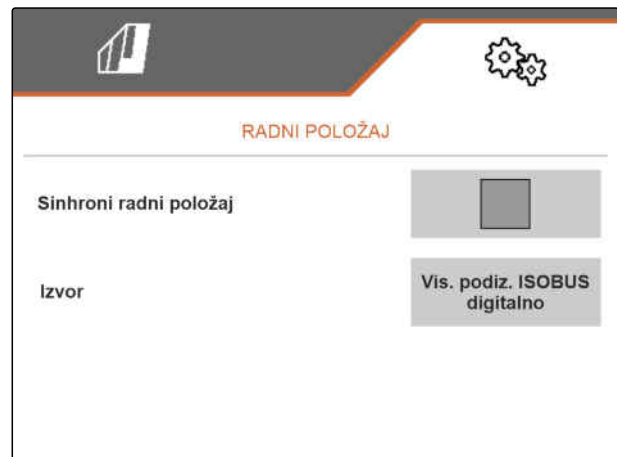 RADNI POLOŽAJ
Sinhroni radni položaj
Izvor
Vis. podiz. ISOBUS
digitalno